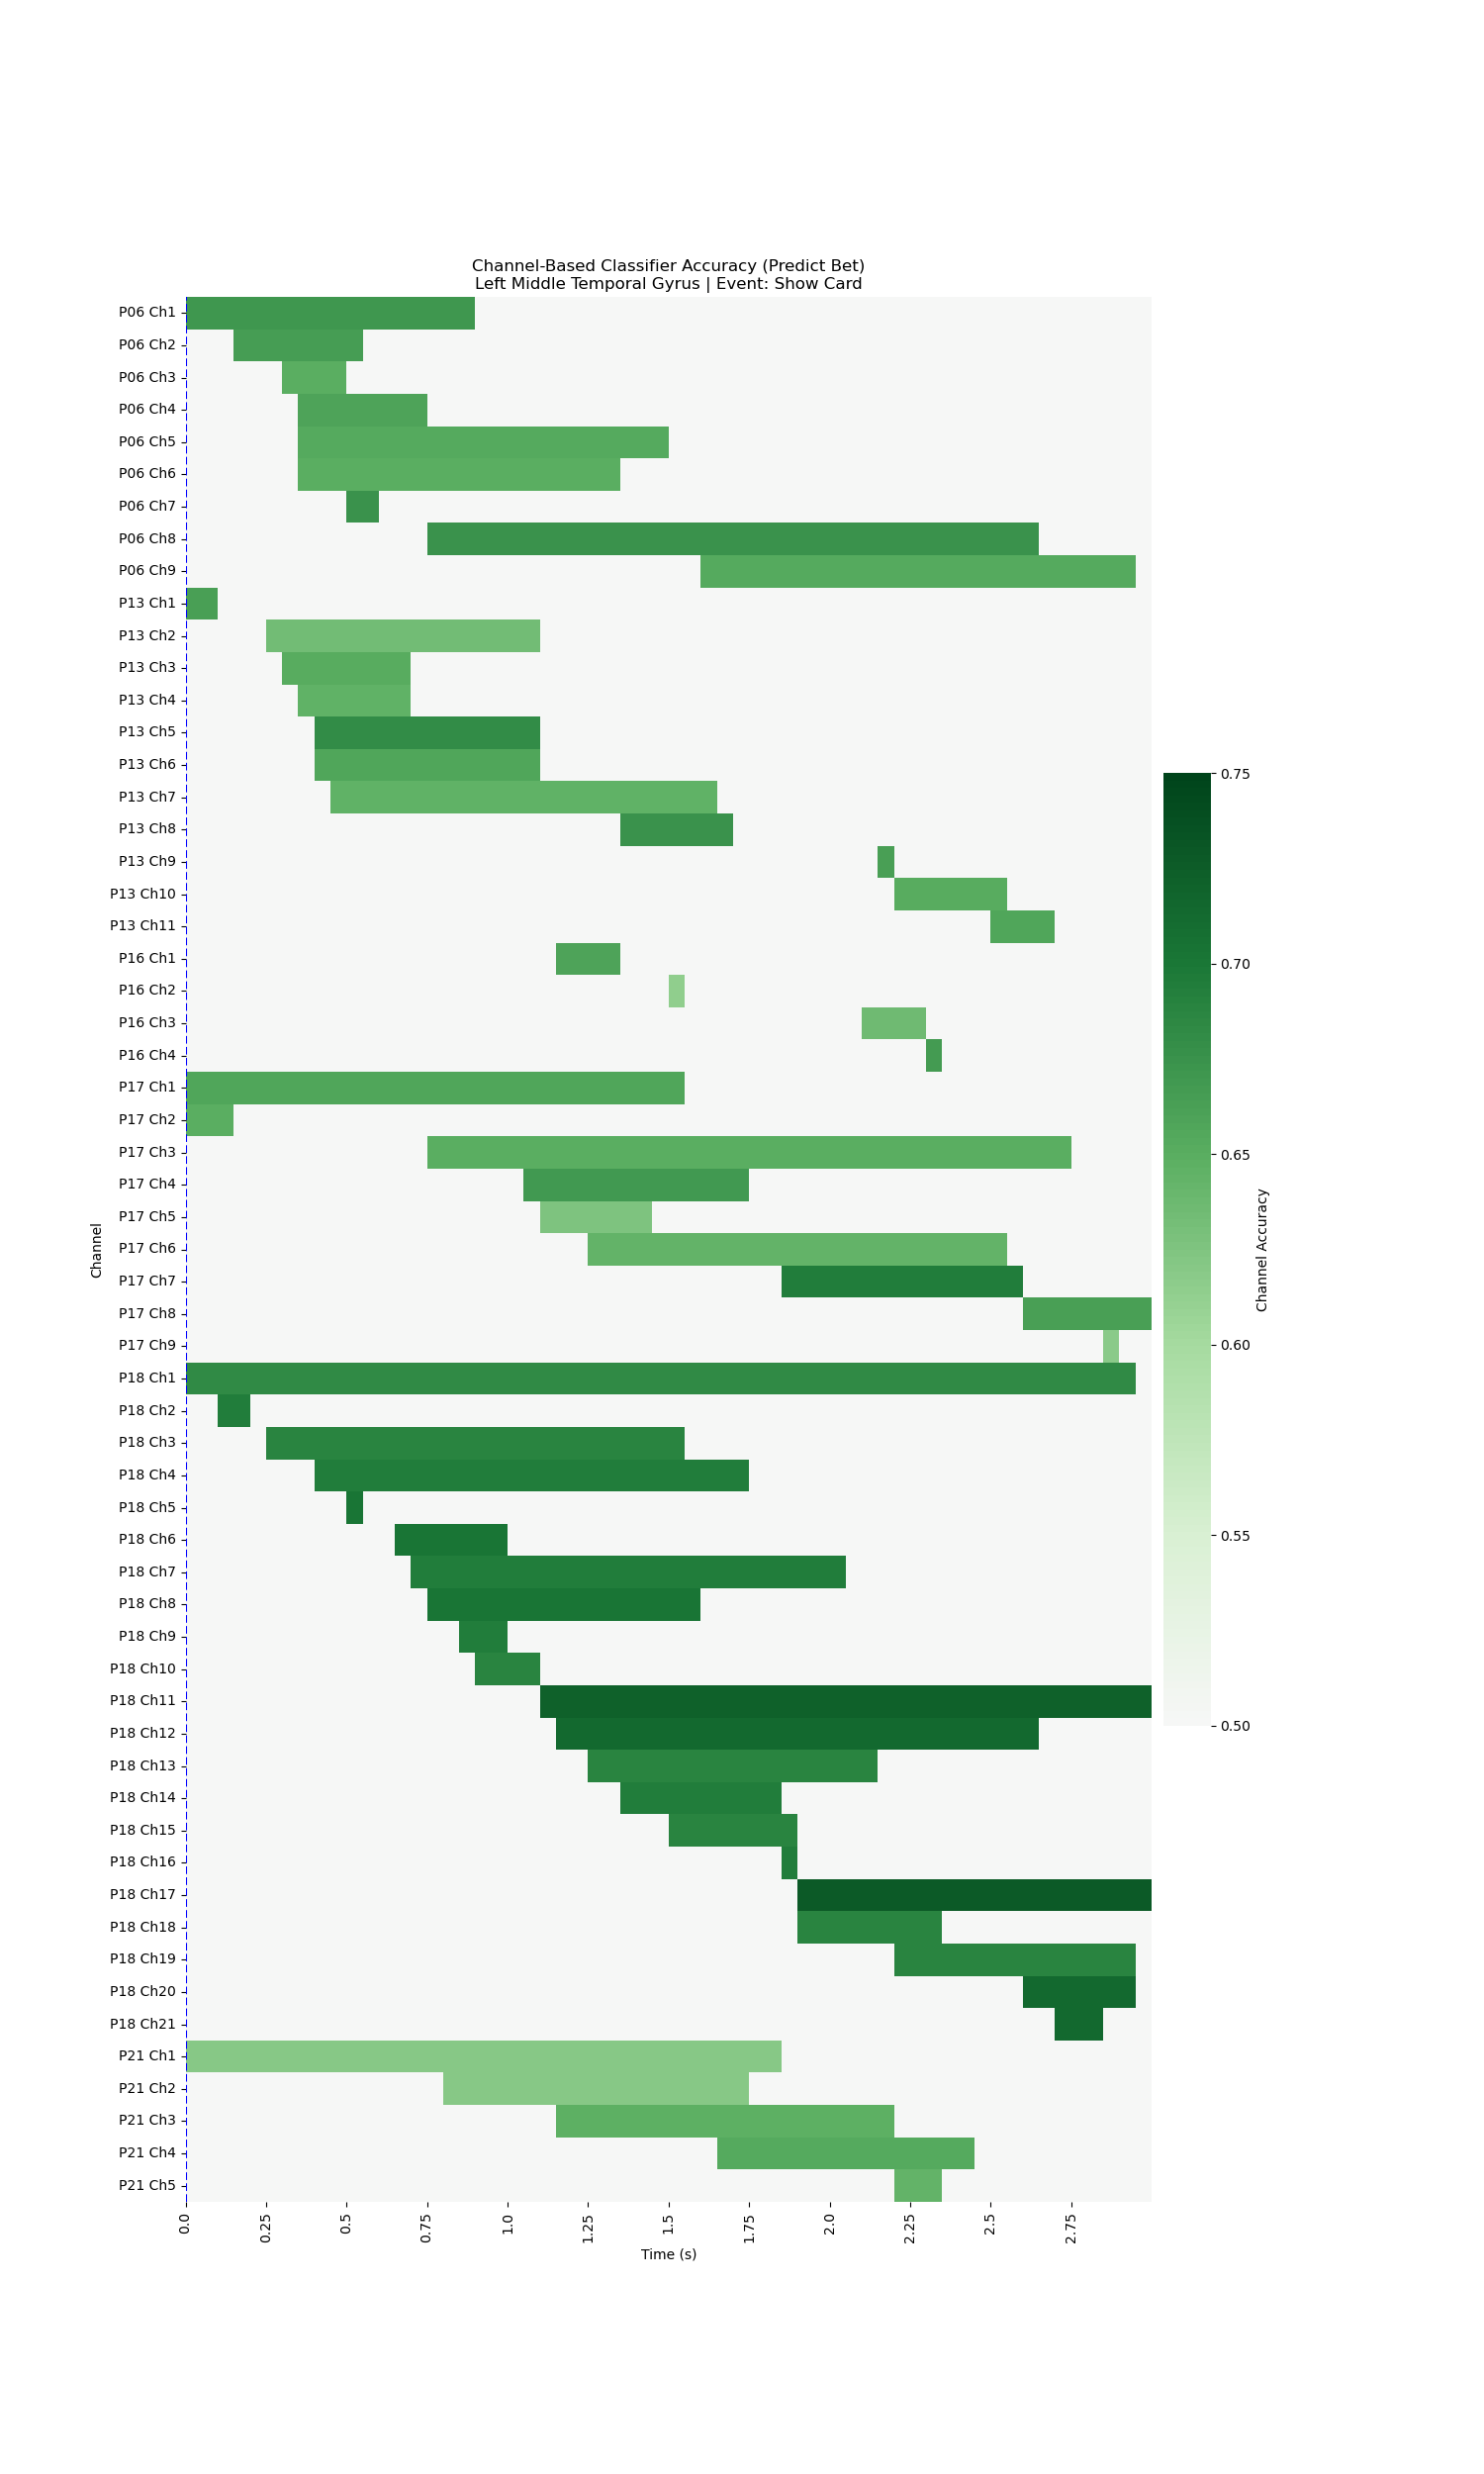 Channel-Based Classifier Accuracy (Predict Bet)
Left Middle Temporal Gyrus | Event: Show Card
Channel
P06 Ch1
P06 Ch2
P06 Ch3
P06 Ch4
P06 Ch5
P06 Ch6
P06 Ch7
P06 Ch8
P06 Ch9
P13 Ch1
P13 Ch2
P13 Ch3
P13 Ch4
P13 Ch5
P13 Ch6
P13 Ch7
P13 Ch8
P13 Ch9
P13 Ch10
P13 Ch11
P16 Ch1
P16 Ch2
P16 Ch3
P16 Ch4
P17 Ch1
P17 Ch2
P17 Ch3
P17 Ch4
P17 Ch5
P17 Ch6
P17 Ch7
P17 Ch8
P17 Ch9
P18 Ch1
P18 Ch2
P18 Ch3
P18 Ch4
P18 Ch5
P18 Ch6
P18 Ch7
P18 Ch8
P18 Ch9
P18 Ch10
P18 Ch11
P18 Ch12
P18 Ch13
P18 Ch14
P18 Ch15
P18 Ch16
P18 Ch17
P18 Ch18
P18 Ch19
P18 Ch20
P18 Ch21
P21 Ch1
P21 Ch2
P21 Ch3
P21 Ch4
P21 Ch5
0.0 0.25 0.5 0.75 1.0 1.25 1.5 1.75 2.0 2.25 2.5 2.75
Time (s)
0.75
0.70
0.65
0.60
0.55
0.50
Channel Accuracy